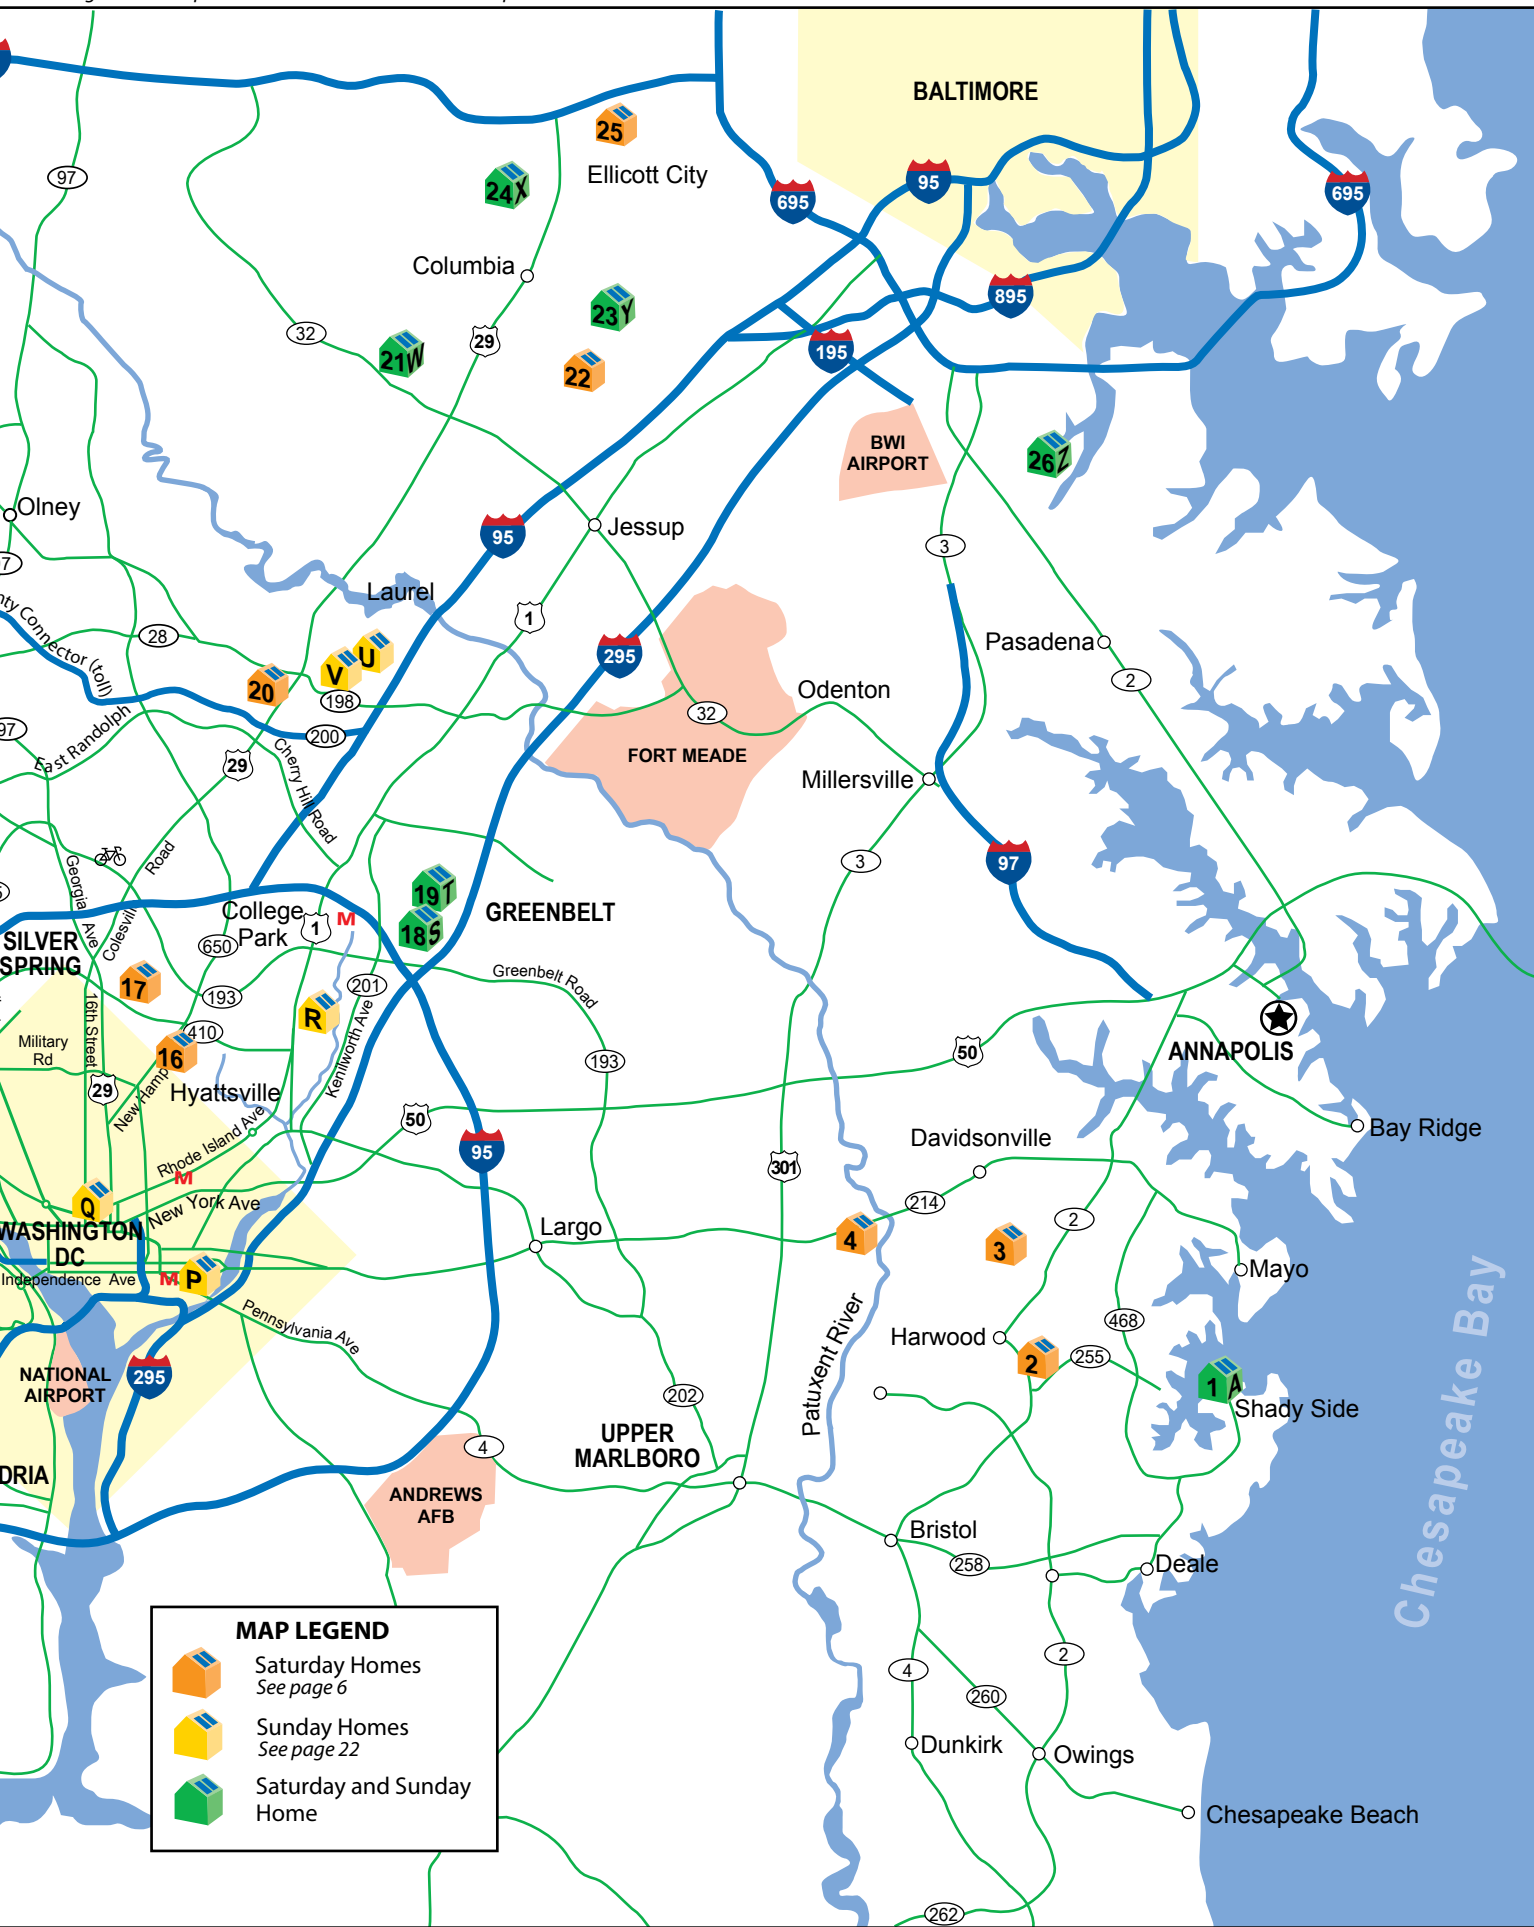 BALTIMORE
25
Ellicott City
97
24X
95
695
695
Columbia
23Y
895
32
29
21W
195
22
BWI
AIRPORT
26Z
Olney
95
Jessup
3
Laurel
1
nty Connector (toll)
28
295
Pasadena
2
V
U
20
198
Odenton
32
200
97
East Randolph
29
Cherry Hill Road
FORT MEADE
Millersville
3
97
Georgia Ave
Colesvil
Road
19T
18S
GREENBELT
College
Park
1
M
650
SILVER
SPRING
17
193
201
Greenbelt Road
R
16th Street
410
16
Military
Rd
29
New Hamp
Hyattsville
Kenilworth Ave
193
50
ANNAPOLIS
50
Rhode Island Ave
M
95
Davidsonville
Bay Ridge
301
214
2
Q
New York Ave
WASHINGTON
DC
Largo
4
3
Mayo
Independence Ave
M
P
Pennsylvania Ave
Patuxent River
468
Harwood
2
255
NATIONAL
AIRPORT
295
1A
Shady Side
Chesapeake Bay
202
UPPER
MARLBORO
4
DRIA
ANDREWS
AFB
Bristol
258
Deale
MAP LEGEND
Saturday Homes
See page 6
Sunday Homes
See page 22
Saturday and Sunday
Home
4
2
260
Dunkirk
Owings
Chesapeake Beach
262